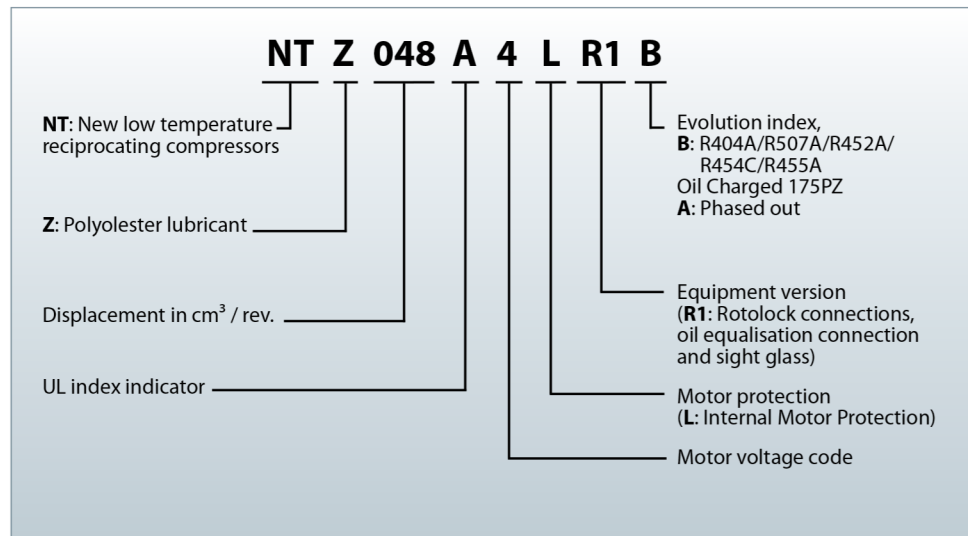 NT Z 048 A 4 L R1 B
NT: New low temperature
reciprocating compressors
Z: Polyolester lubricant
Displacement in cm³ / rev.
UL index indicator
Evolution index,
B: R404A/R507A/R452A/
R454C/R455A
Oil Charged 175PZ
A: Phased out
Equipment version
(R1: Rotolock connections,
oil equalisation connection
and sight glass)
Motor protection
(L: Internal Motor Protection)
Motor voltage code